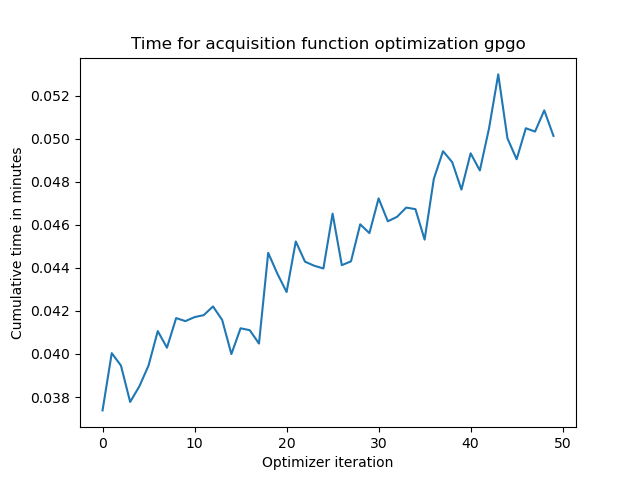 Time for acquisition function optimization gpgo
Cumulative time in minutes
0.052
0.050
0.048
0.046
0.044
0.042
0.040
0.038
0 10 20 30 40 50
Optimizer iteration